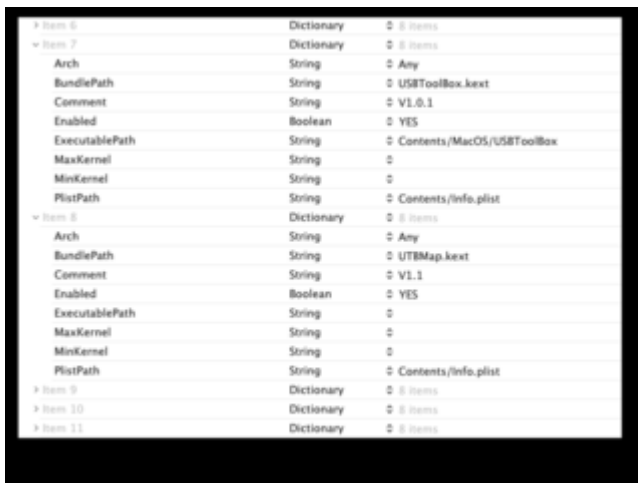 Item 6 Dictionary 8 items
Item 7 Dictionary 8 items
Arch String Any
BundlePath String USBToolBox.kext
Comment String V1.0.1
Enabled Boolean YES
ExecutablePath String Contents/MacOS/USBToolBox
MaxKernel String
MinKernel String
PlistPath String Contents/Info.plist
Item 8 Dictionary 8 items
Arch String Any
BundlePath String UTBMap.kext
Comment String V1.1
Enabled Boolean YES
ExecutablePath String
MaxKernel String
MinKernel String
PlistPath String Contents/Info.plist
Item 9 Dictionary 8 items
Item 10 Dictionary 8 items
Item 11 Dictionary 8 items